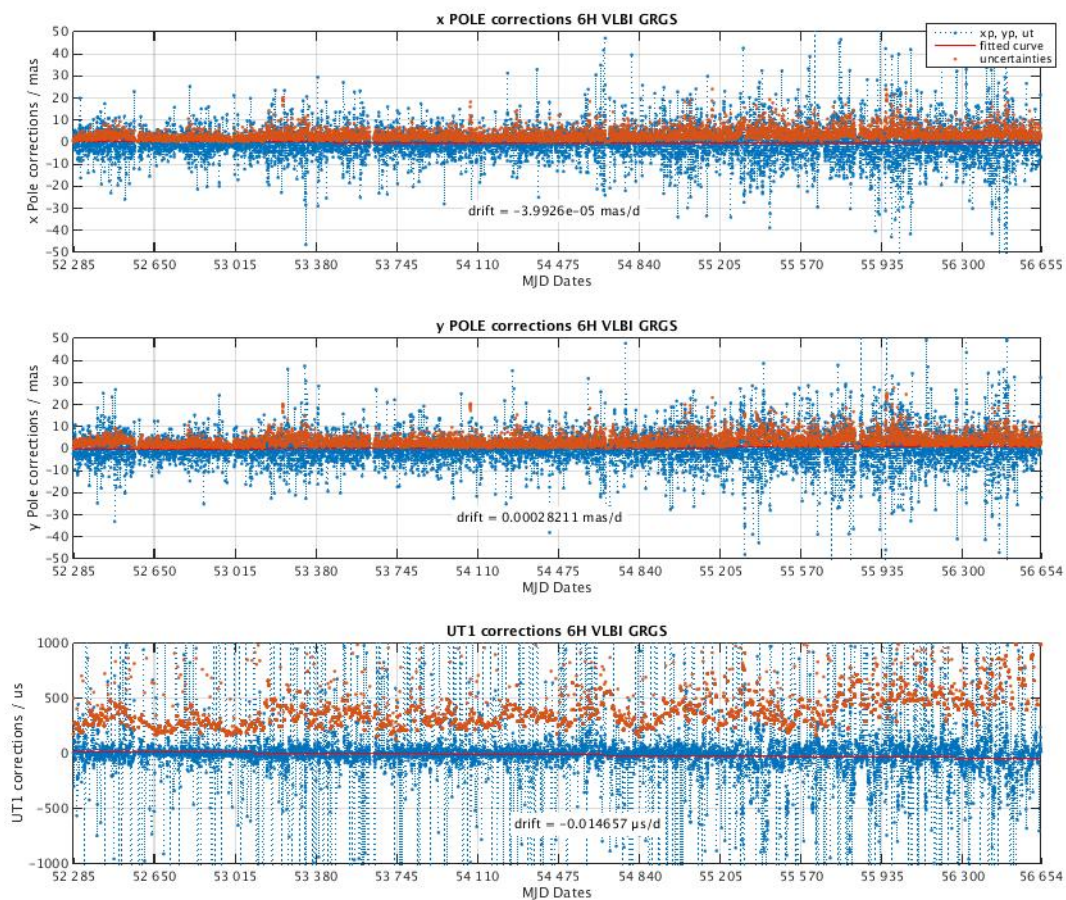 x POLE corrections 6H VLBI GRGS
xp, yp, ut
fitted curve
uncertainties
x Pole corrections / mas
50
40
30
20
10
0
−10
−20
−30
−40
−50
drift = −3.9926e−05 mas/d
52 285 52 650 53 015 53 380 53 745 54 110 54 475 54 840 55 205 55 570 55 935 56 300 56 655
MJD Dates
y POLE corrections 6H VLBI GRGS
y Pole corrections / mas
50
40
30
20
10
0
−10
−20
−30
−40
−50
drift = 0.00028211 mas/d
52 285 52 650 53 015 53 380 53 745 54 110 54 475 54 840 55 205 55 570 55 935 56 300 56 654
MJD Dates
UT1 corrections 6H VLBI GRGS
UT1 corrections / us
1000
500
0
−500
−1000
drift = −0.014657 µs/d
52 285 52 650 53 015 53 380 53 745 54 110 54 475 54 840 55 205 55 570 55 935 56 300 56 654
MJD Dates